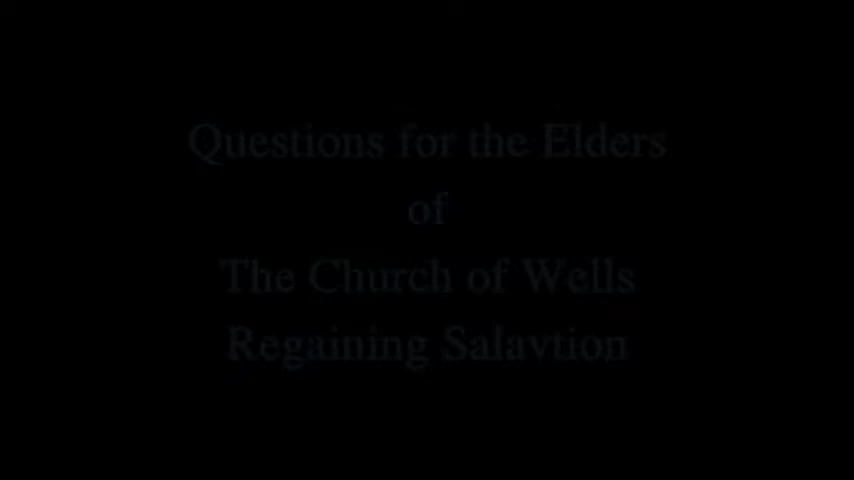 Questions for the Elders
of
The Church of Wells
Regaining Salavtion